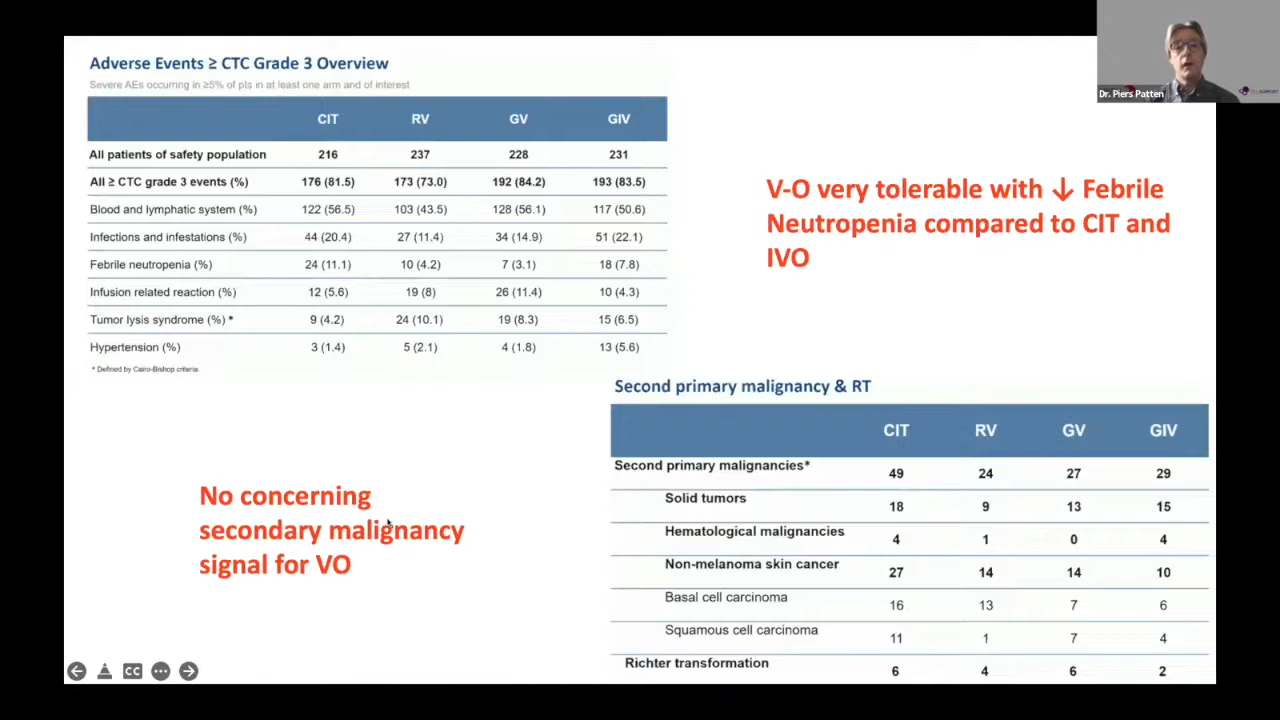 Adverse Events ≥ CTC Grade 3 Overview
Severe AEs occurring in ≥5% of pts in at least one arm and of interest
CIT RV GV GIV
All patients of safety population 216 237 228 231
All ≥ CTC grade 3 events (%) 176 (81.5) 173 (73.0) 192 (84.2) 193 (83.5)
Blood and lymphatic system (%) 122 (56.5) 103 (43.5) 128 (56.1) 117 (50.6)
Infections and infestations (%) 44 (20.4) 27 (11.4) 34 (14.9) 51 (22.1)
Febrile neutropenia (%) 24 (11.1) 10 (4.2) 7 (3.1) 18 (7.8)
Infusion related reaction (%) 12 (5.6) 19 (8) 26 (11.4) 10 (4.3)
Tumor lysis syndrome (%) * 9 (4.2) 24 (10.1) 19 (8.3) 15 (6.5)
Hypertension (%) 3 (1.4) 5 (2.1) 4 (1.8) 13 (5.6)
* Defined by Cairo-Bishop criteria
Dr. Piers Patten
V-O very tolerable with ↓ Febrile
Neutropenia compared to CIT and
IVO
Second primary malignancy & RT
CIT RV GV GIV
Second primary malignancies* 49 24 27 29
Solid tumors 18 9 13 15
Hematological malignancies 4 1 0 4
Non-melanoma skin cancer 27 14 14 10
Basal cell carcinoma 16 13 7 6
Squamous cell carcinoma 11 1 7 4
Richter transformation 6 4 6 2
No concerning
secondary malignancy
signal for VO
CC